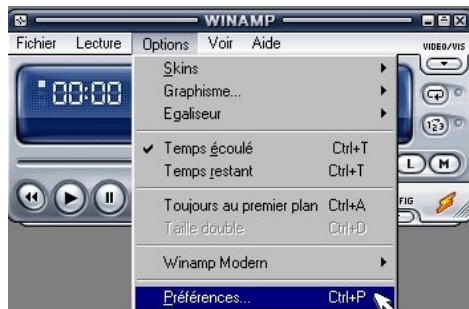 WINAMP
Fichier Lecture Options Voir Aide
VIDEO/VIS
Skins
00:00
Graphisme...
Egaliseur
123
Temps écoulé Ctrl+T
Temps restant Ctrl+T
L M
Toujours au premier plan Ctrl+A
FIG
Taille double Ctrl+D
Winamp Modern
Préférences... Ctrl+P